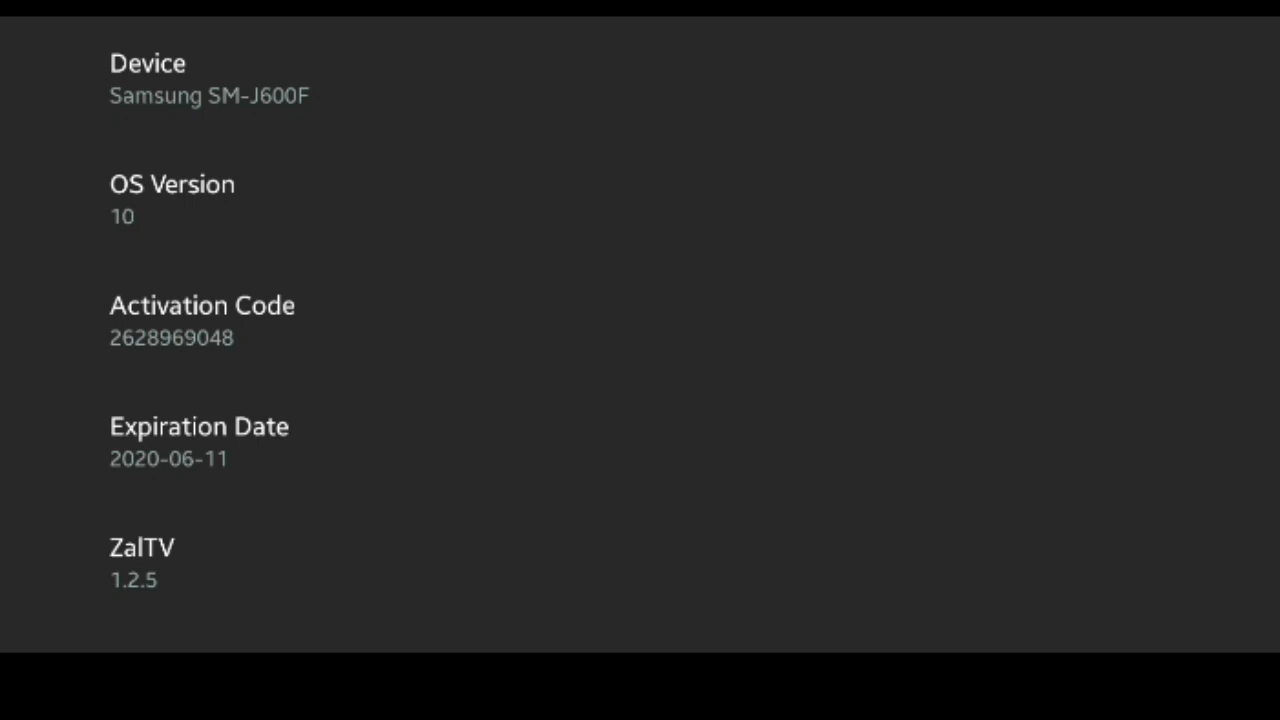 Device
Samsung SM-J600F
OS Version
10
Activation Code
2628969048
Expiration Date
2020-06-11
ZalTV
1.2.5